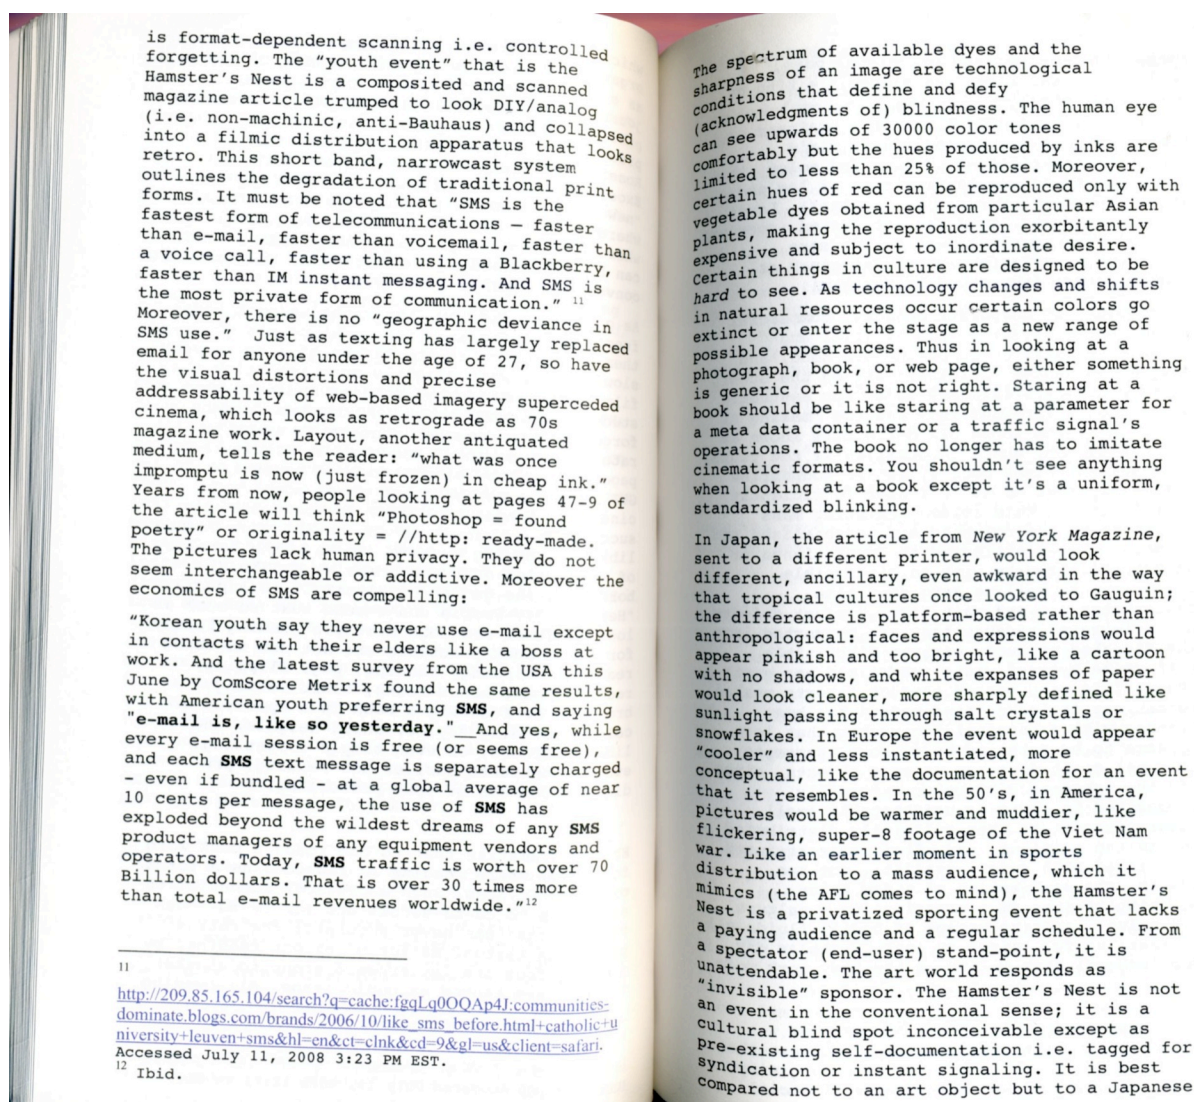 is format-dependent scanning i.e. controlled
forgetting. The “youth event” that is the
Hamster's Nest is a composited and scanned
magazine article trumped to look DIY/analog
(i.e. non-machinic, anti-Bauhaus) and collapsed
into a filmic distribution apparatus that looks
retro. This short band, narrowcast system
outlines the degradation of traditional print
forms. It must be noted that “SMS is the
fastest form of telecommunications – faster
than e-mail, faster than voicemail, faster than
a voice call, faster than using a Blackberry,
faster than IM instant messaging. And SMS is
the most private form of communication.” 11
Moreover, there is no “geographic deviance in
SMS use.”  Just as texting has largely replaced
email for anyone under the age of 27, so have
the visual distortions and precise
addressability of web-based imagery superceded
cinema, which looks as retrograde as 70s
magazine work. Layout, another antiquated
medium, tells the reader: “what was once
impromptu is now (just frozen) in cheap ink.”
Years from now, people looking at pages 47-9 of
the article will think “Photoshop = found
poetry” or originality = //http: ready-made.
The pictures lack human privacy. They do not
seem interchangeable or addictive. Moreover the
economics of SMS are compelling:
“Korean youth say they never use e-mail except
in contacts with their elders like a boss at
work. And the latest survey from the USA this
June by ComScore Metrix found the same results,
with American youth preferring SMS, and saying
"e-mail is, like so yesterday."__And yes, while
every e-mail session is free (or seems free),
and each SMS text message is separately charged
- even if bundled - at a global average of near
10 cents per message, the use of SMS has
exploded beyond the wildest dreams of any SMS
product managers of any equipment vendors and
operators. Today, SMS traffic is worth over 70
Billion dollars. That is over 30 times more
than total e-mail revenues worldwide.”12
11
http://209.85.165.104/search?q=cache:fgqLq0OQAp4J:communities-
dominate.blogs.com/brands/2006/10/like_sms_before.html+catholic+u
niversity+leuven+sms&hl=en&ct=clnk&cd=9&gl=us&client=safari.
Accessed July 11, 2008 3:23 PM EST.
12 Ibid.
The spectrum of available dyes and the
sharpness of an image are technological
conditions that define and defy
(acknowledgments of) blindness. The human eye
can see upwards of 30000 color tones
comfortably but the hues produced by inks are
limited to less than 25% of those. Moreover,
certain hues of red can be reproduced only with
vegetable dyes obtained from particular Asian
plants, making the reproduction exorbitantly
expensive and subject to inordinate desire.
Certain things in culture are designed to be
hard to see. As technology changes and shifts
in natural resources occur certain colors go
extinct or enter the stage as a new range of
possible appearances. Thus in looking at a
photograph, book, or web page, either something
is generic or it is not right. Staring at a
book should be like staring at a parameter for
a meta data container or a traffic signal's
operations. The book no longer has to imitate
cinematic formats. You shouldn't see anything
when looking at a book except it's a uniform,
standardized blinking.
In Japan, the article from New York Magazine,
sent to a different printer, would look
different, ancillary, even awkward in the way
that tropical cultures once looked to Gauguin;
the difference is platform-based rather than
anthropological: faces and expressions would
appear pinkish and too bright, like a cartoon
with no shadows, and white expanses of paper
would look cleaner, more sharply defined like
sunlight passing through salt crystals or
snowflakes. In Europe the event would appear
“cooler” and less instantiated, more
conceptual, like the documentation for an event
that it resembles. In the 50's, in America,
pictures would be warmer and muddier, like
flickering, super-8 footage of the Viet Nam
war. Like an earlier moment in sports
distribution  to a mass audience, which it
mimics (the AFL comes to mind), the Hamster's
Nest is a privatized sporting event that lacks
a paying audience and a regular schedule. From
a spectator (end-user) stand-point, it is
unattendable. The art world responds as
“invisible” sponsor. The Hamster's Nest is not
an event in the conventional sense; it is a
cultural blind spot inconceivable except as
pre-existing self-documentation i.e. tagged for
syndication or instant signaling. It is best
compared not to an art object but to a Japanese